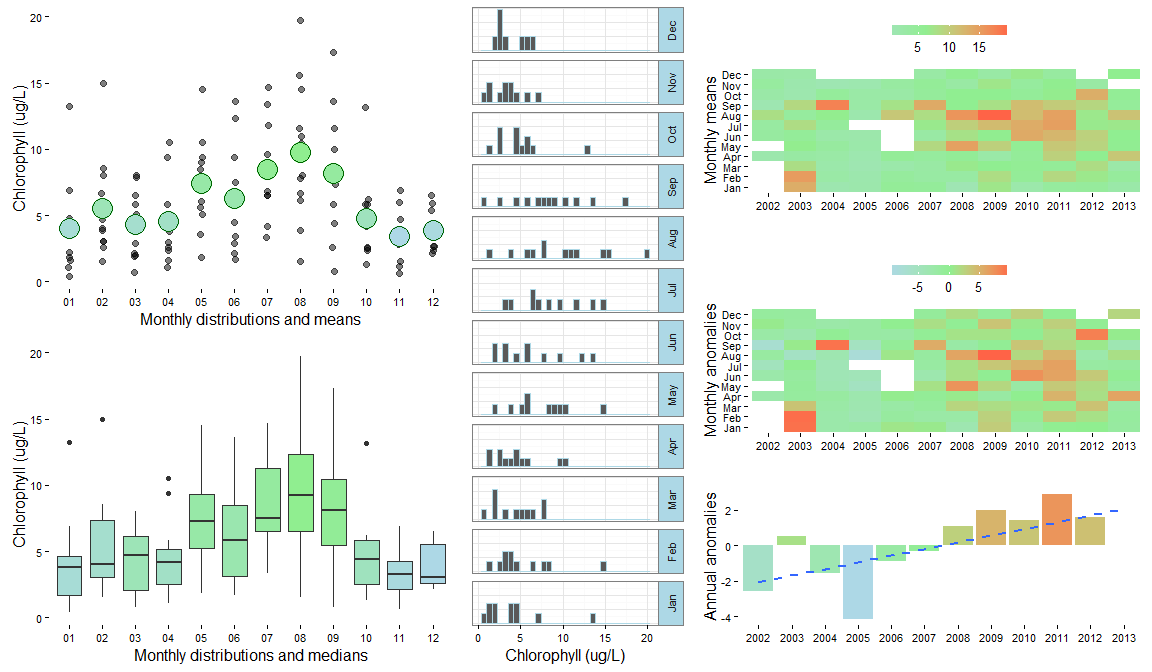 20
15
10
5
0
Chlorophyll (ug/L)
01 02 03 04 05 06 07 08 09 10 11 12
Monthly distributions and means
20
15
10
5
0
Chlorophyll (ug/L)
01 02 03 04 05 06 07 08 09 10 11 12
Monthly distributions and medians
Dec
Nov
Oct
Sep
Aug
Jul
Jun
May
Apr
Mar
Feb
Jan
0 5 10 15 20
Chlorophyll (ug/L)
5 10 15
Monthly means
Dec
Nov
Oct
Sep
Aug
Jul
Jun
May
Apr
Mar
Feb
Jan
2002 2003 2004 2005 2006 2007 2008 2009 2010 2011 2012 2013
-5 0 5
Monthly anomalies
Dec
Nov
Oct
Sep
Aug
Jul
Jun
May
Apr
Mar
Feb
Jan
2002 2003 2004 2005 2006 2007 2008 2009 2010 2011 2012 2013
Annual anomalies
2
0
-2
-4
2002 2003 2004 2005 2006 2007 2008 2009 2010 2011 2012 2013